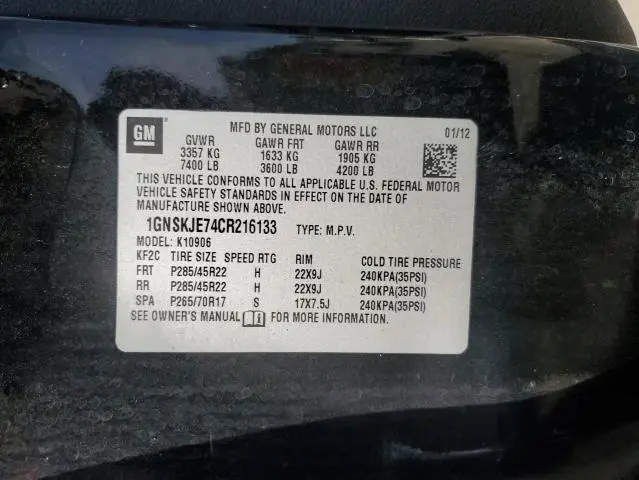 GM
MFD BY GENERAL MOTORS LLC 01/12
GVWR GAWR FRT GAWR RR
3357 KG 1633 KG 1905 KG
7400 LB 3600 LB 4200 LB
THIS VEHICLE CONFORMS TO ALL APPLICABLE U.S. FEDERAL MOTOR
VEHICLE SAFETY STANDARDS IN EFFECT ON THE DATE OF
MANUFACTURE SHOWN ABOVE.
1GNSKJE74CR216133 TYPE: M.P.V.
MODEL: K10906
KF2C TIRE SIZE SPEED RTG RIM COLD TIRE PRESSURE
FRT P285/45R22 H 22X9J 240KPA(35PSI)
RR P285/45R22 H 22X9J 240KPA(35PSI)
SPA P265/70R17 S 17X7.5J 240KPA(35PSI)
SEE OWNER'S MANUAL FOR MORE INFORMATION.